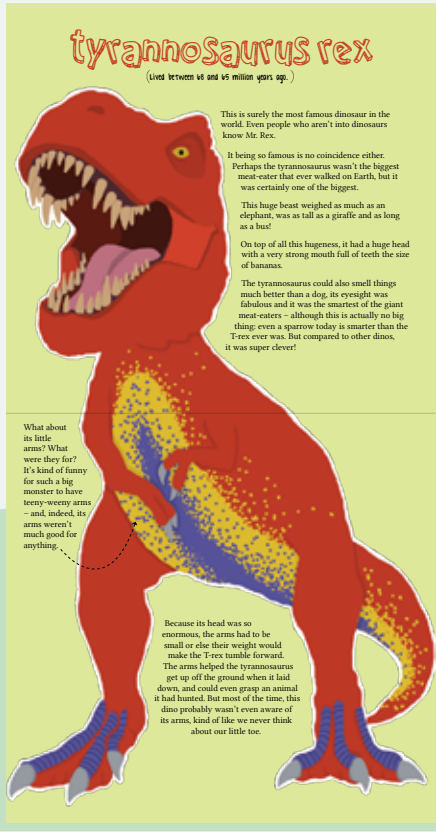 tyrannosaurus rex
(Lived between 68 and 65 million years ago.)
This is surely the most famous dinosaur in the
world. Even people who aren't into dinosaurs
know Mr. Rex.
It being so famous is no coincidence either.
Perhaps the tyrannosaurus wasn't the biggest
meat-eater that ever walked on Earth, but it
was certainly one of the biggest.
This huge beast weighed as much as an
elephant, was as tall as a giraffe and as long
as a bus!
On top of all this hugeness, it had a huge head
with a very strong mouth full of teeth the size
of bananas.
The tyrannosaurus could also smell things
much better than a dog, its eyesight was
fabulous and it was the smartest of the giant
meat-eaters – although this is actually no big
thing: even a sparrow today is smarter than the
T-rex ever was. But compared to other dinos,
it was super clever!
What about
its little
arms? What
were they for?
It's kind of funny
for such a big
monster to have
teeny-weeny arms
– and, indeed, its
arms weren't
much good for
anything.
Because its head was so
enormous, the arms had to be
small or else their weight would
make the T-rex tumble forward.
The arms helped the tyrannosaurus
get up off the ground when it laid
down, and could even grasp an animal
it had hunted. But most of the time, this
dino probably wasn't even aware of
its arms, kind of like we never think
about our little toe.